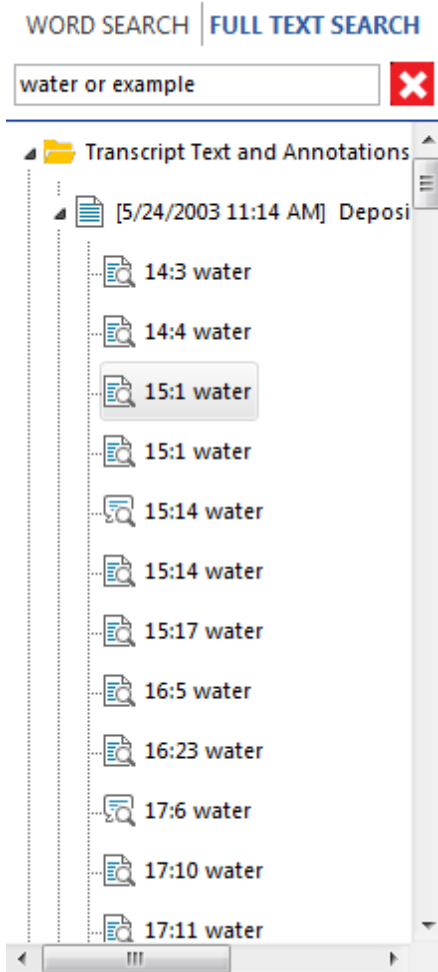 WORD SEARCH FULL TEXT SEARCH
water or example
Transcript Text and Annotations
[5/24/2003 11:14 AM] Deposi
14:3 water
14:4 water
15:1 water
15:1 water
15:14 water
15:14 water
15:17 water
16:5 water
16:23 water
17:6 water
17:10 water
17:11 water